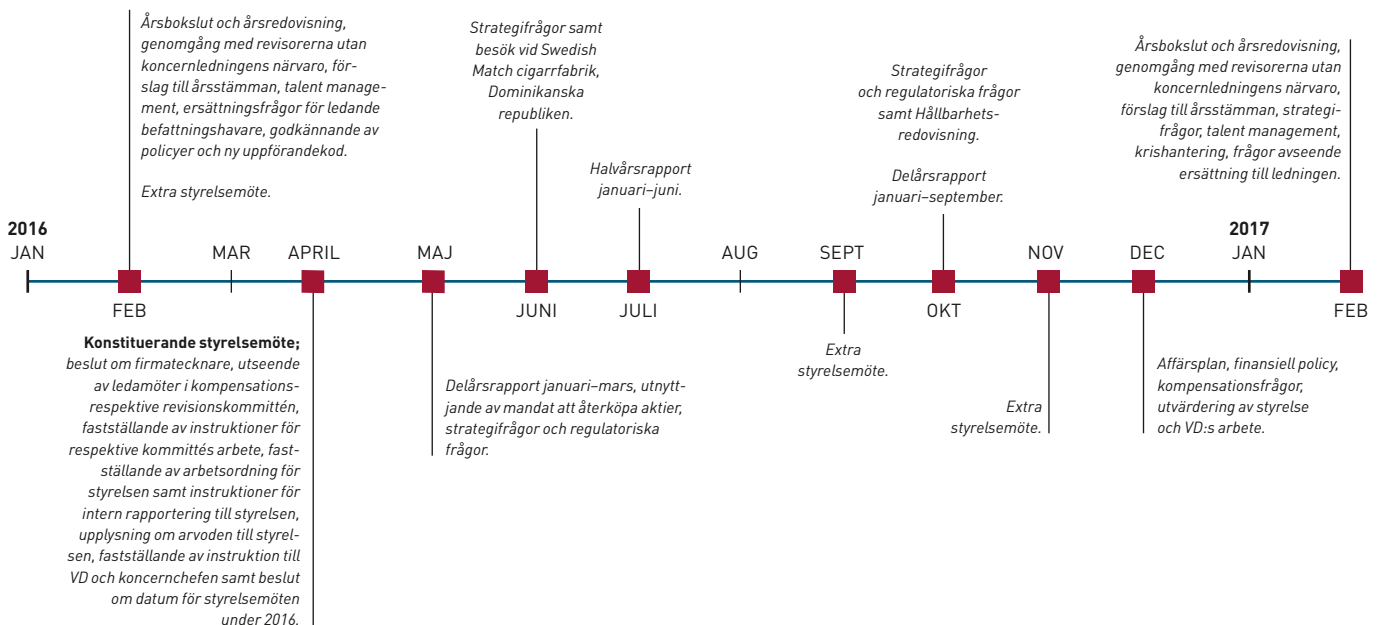 Årsbokslut och årsredovisning,
genomgång med revisorerna utan
koncernledningens närvaro, för-
slag till årsstämman, talent manage-
ment, ersättningsfrågor för ledande
befattningshavare, godkännande av
policyer och ny uppförandekod.
Extra styrelsemöte.
Strategifrågor samt
besök vid Swedish
Match cigarrfabrik,
Dominikanska
republiken.
Halvårsrapport
januari–juni.
Strategifrågor
och regulatoriska frågor
samt Hållbarhets-
redovisning.
Delårsrapport
januari–september.
Årsbokslut och årsredovisning,
genomgång med revisorerna utan
koncernledningens närvaro,
förslag till årsstämman, strategi-
frågor, talent management,
krishantering, frågor avseende
ersättning till ledningen.
2016
JAN
MAR
APRIL
MAJ
AUG
SEPT
NOV
DEC
2017
JAN
FEB
JUNI
JULI
OKT
FEB
Konstituerande styrelsemöte;
beslut om firmatecknare, utseende
av ledamöter i kompensations-
respektive revisionskommittén,
fastställande av instruktioner för
respektive kommittés arbete, fast-
ställande av arbetsordning för
styrelsen samt instruktioner för
intern rapportering till styrelsen,
upplysning om arvoden till styrel-
sen, fastställande av instruktion till
VD och koncernchefen samt beslut
om datum för styrelsemöten
under 2016.
Delårsrapport januari–mars, utnytt-
jande av mandat att återköpa aktier,
strategifrågor och regulatoriska
frågor.
Extra
styrelsemöte.
Extra
styrelsemöte.
Affärsplan, finansiell policy,
kompensationsfrågor,
utvärdering av styrelse
och VD:s arbete.